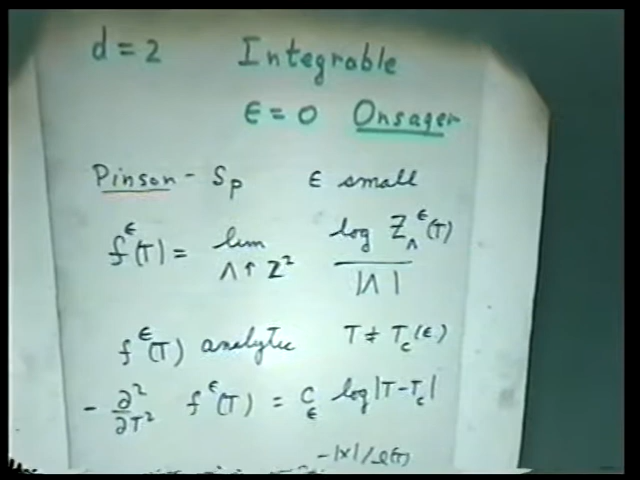 d = 2 Integrable
ϵ = 0 Onsager
Pinson - Sp ϵ small
f^ϵ(T) = lim_{Λ↑Z²} log Z_Λ^ϵ(T) / |Λ|
f^ϵ(T) analytic T ≠ T_c(ϵ)
- ∂²/∂T² f^ϵ(T) = C_ϵ log |T - T_c|
-|x|/ℓ(T)